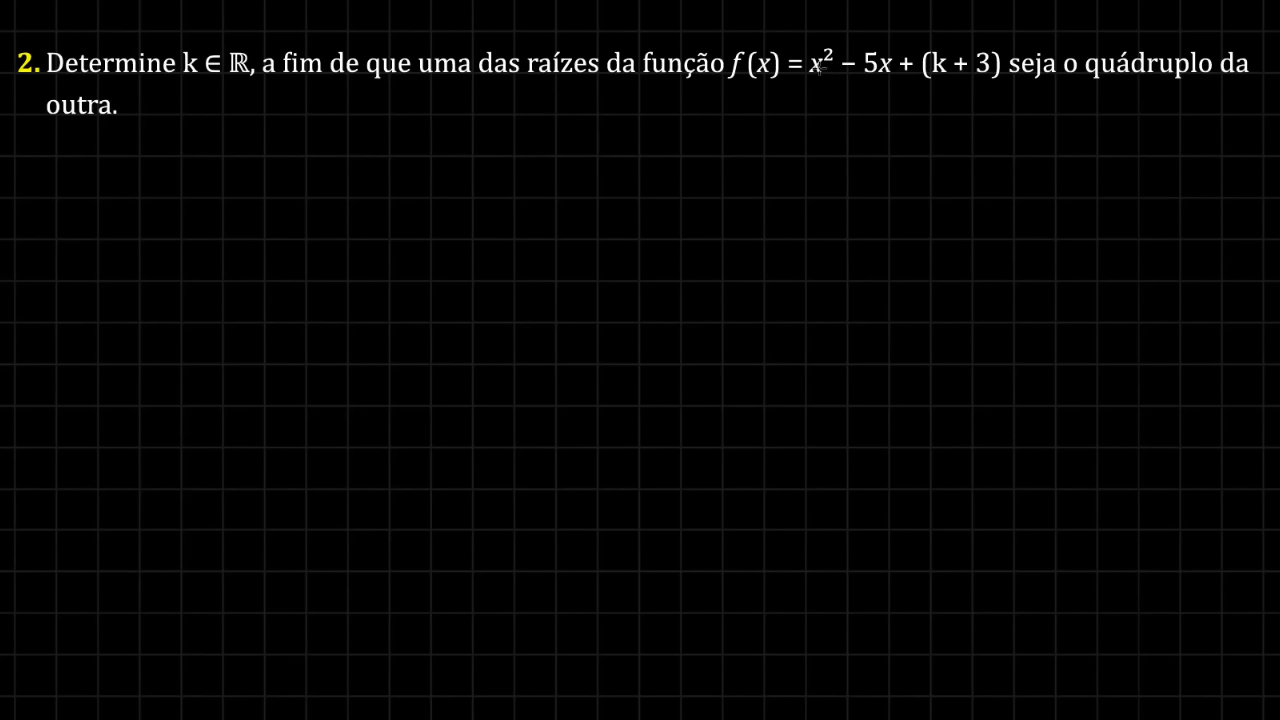 2. Determine k ∈ ℝ, a fim de que uma das raízes da função f (x) = x² − 5x + (k + 3) seja o quádruplo da
outra.